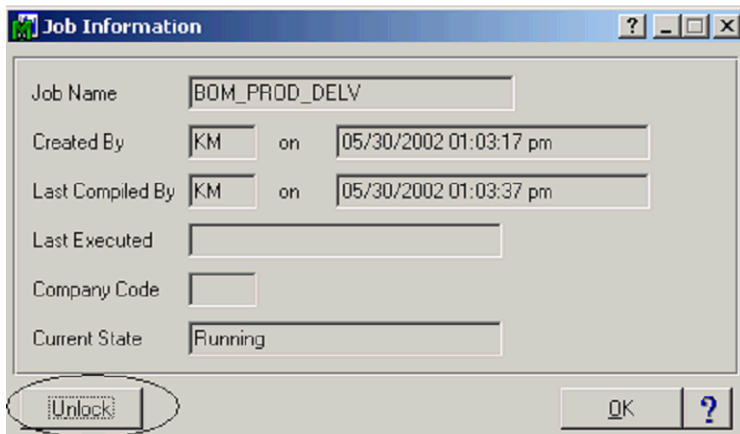 Job Information
Job Name BOM_PROD_DELV
Created By KM on 05/30/2002 01:03:17 pm
Last Compiled By KM on 05/30/2002 01:03:37 pm
Last Executed
Company Code
Current State Running
Unlock OK ?